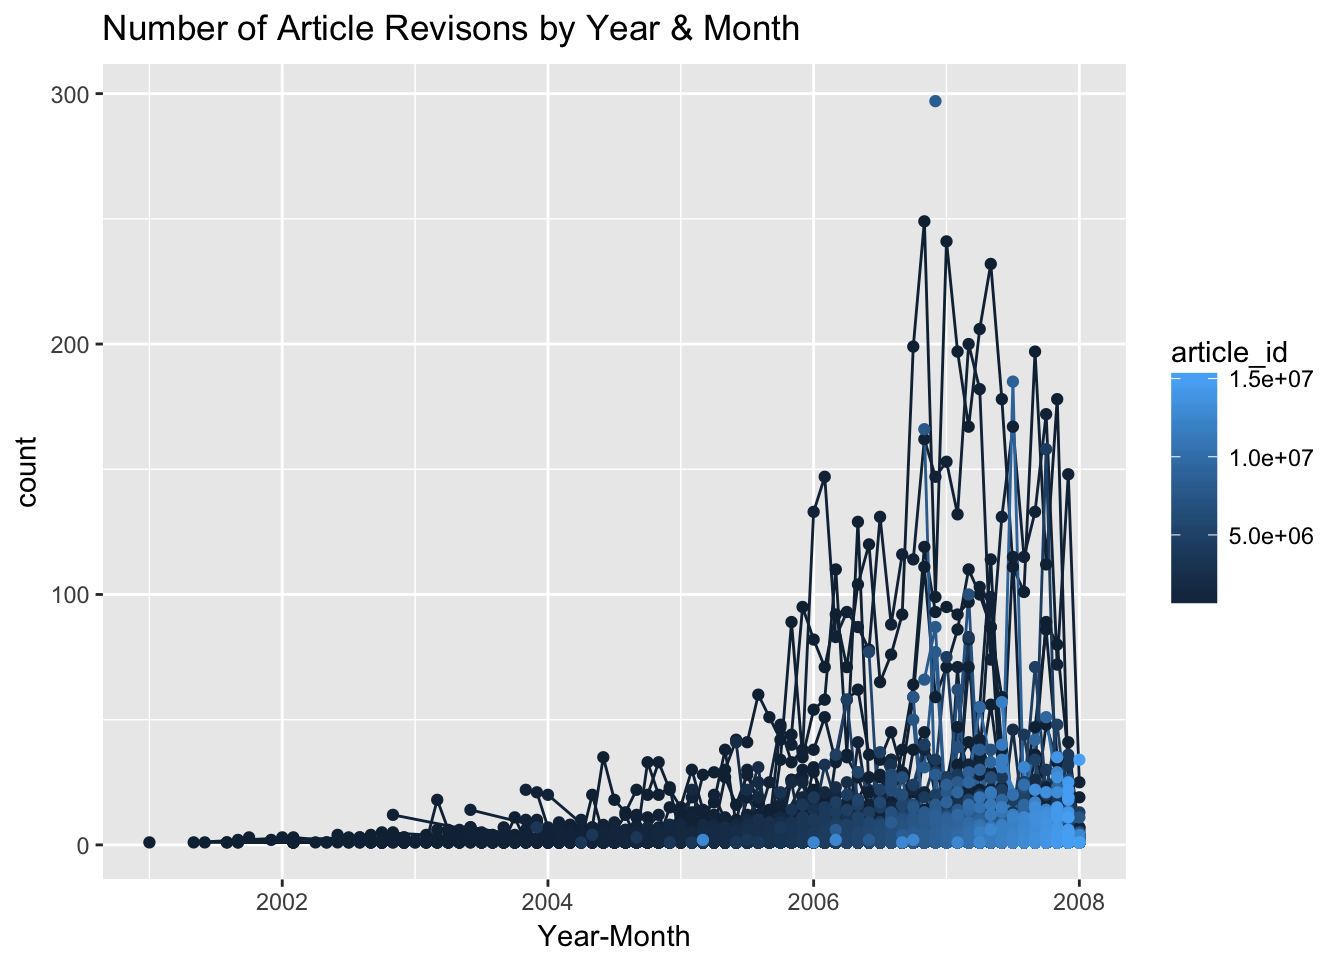 Number of Article Revisons by Year & Month
300
200
100
0
count
2002 2004 2006 2008
Year-Month
article_id
1.5e+07
1.0e+07
5.0e+06